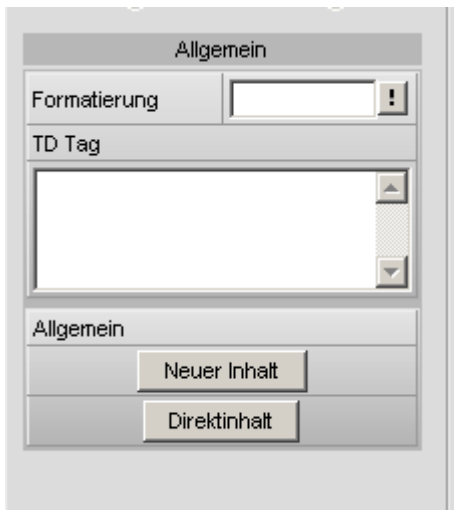 Allgemein
Formatierung !
TD Tag
Allgemein
Neuer Inhalt
Direktinhalt